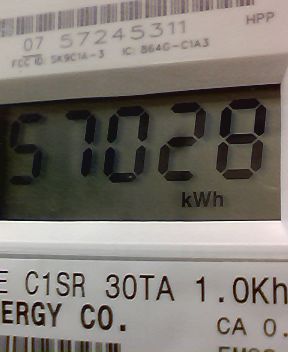 HPP
07 57245311
FCC ID: SK9C1A-3 IC: 864G-C1A3
57028
kWh
E C1SR 30TA 1.0Kh
ERGY CO.
CA 0.